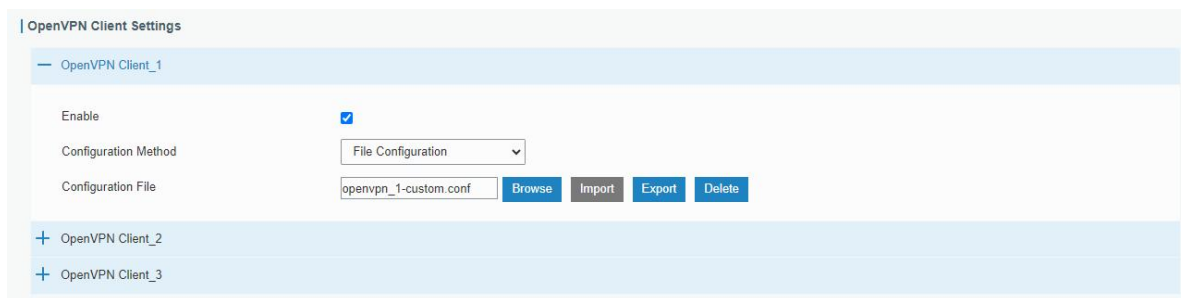 OpenVPN Client Settings
OpenVPN Client_1
Enable
Configuration Method File Configuration
Configuration File openvpn_1-custom.conf Browse Import Export Delete
OpenVPN Client_2
OpenVPN Client_3